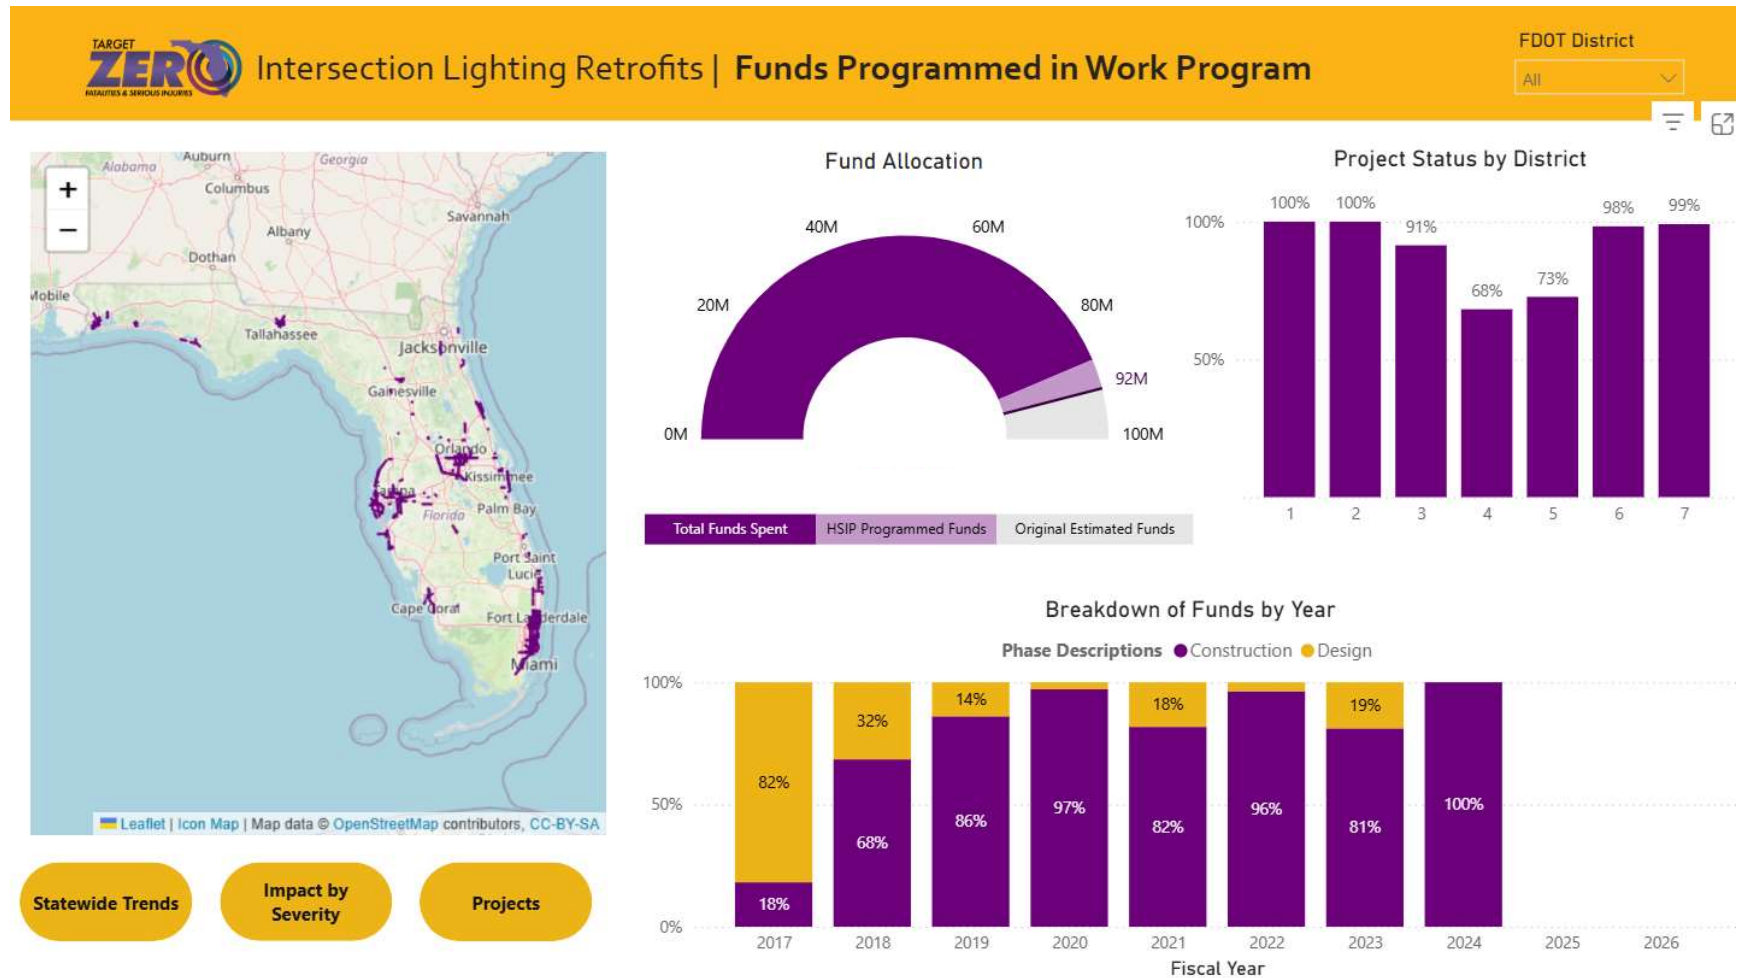 TARGET
ZERO
FATALITIES & SERIOUS INJURIES
Intersection Lighting Retrofits | Funds Programmed in Work Program
FDOT District
All
+
−
Alabama
Auburn
Georgia
Columbus
Savannah
Albany
Dothan
Mobile
Tallahassee
Jacksonville
Gainesville
Orlando
Kissimmee
Tampa
Florida
Palm Bay
Port Saint
Lucie
Cape Coral
Fort Lauderdale
Miami
Leaflet | Icon Map | Map data © OpenStreetMap contributors, CC-BY-SA
Statewide Trends
Impact by
Severity
Projects
Fund Allocation
0M
20M
40M
60M
80M
92M
100M
Total Funds Spent
HSIP Programmed Funds
Original Estimated Funds
Project Status by District
100%
50%
100%
100%
91%
68%
73%
98%
99%
1
2
3
4
5
6
7
Breakdown of Funds by Year
Phase Descriptions Construction Design
100%
50%
0%
82%
18%
32%
68%
14%
86%
97%
18%
82%
96%
19%
81%
100%
2017
2018
2019
2020
2021
2022
2023
2024
2025
2026
Fiscal Year